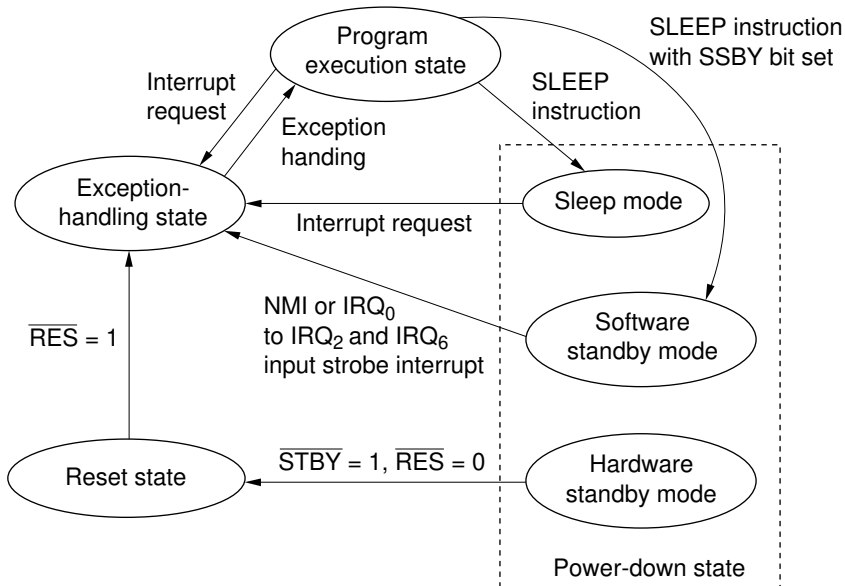 Program
execution state
SLEEP instruction
with SSBY bit set
Interrupt
request
SLEEP
instruction
Exception
handing
Exception-
handling state
Sleep mode
Interrupt request
NMI or IRQ0
to IRQ2 and IRQ6
input strobe interrupt
Software
standby mode
RES = 1
STBY = 1, RES = 0
Reset state
Hardware
standby mode
Power-down state